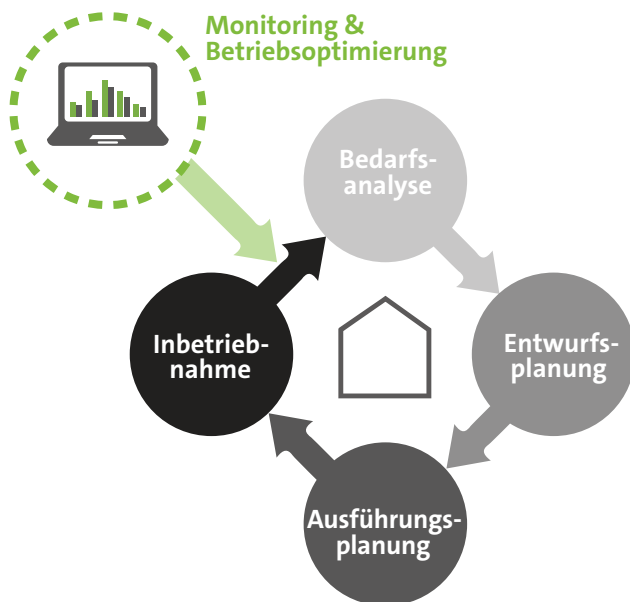 Monitoring &
Betriebsoptimierung
Bedarfs-
analyse
Entwurfs-
planung
Ausführungs-
planung
Inbetrieb-
nahme